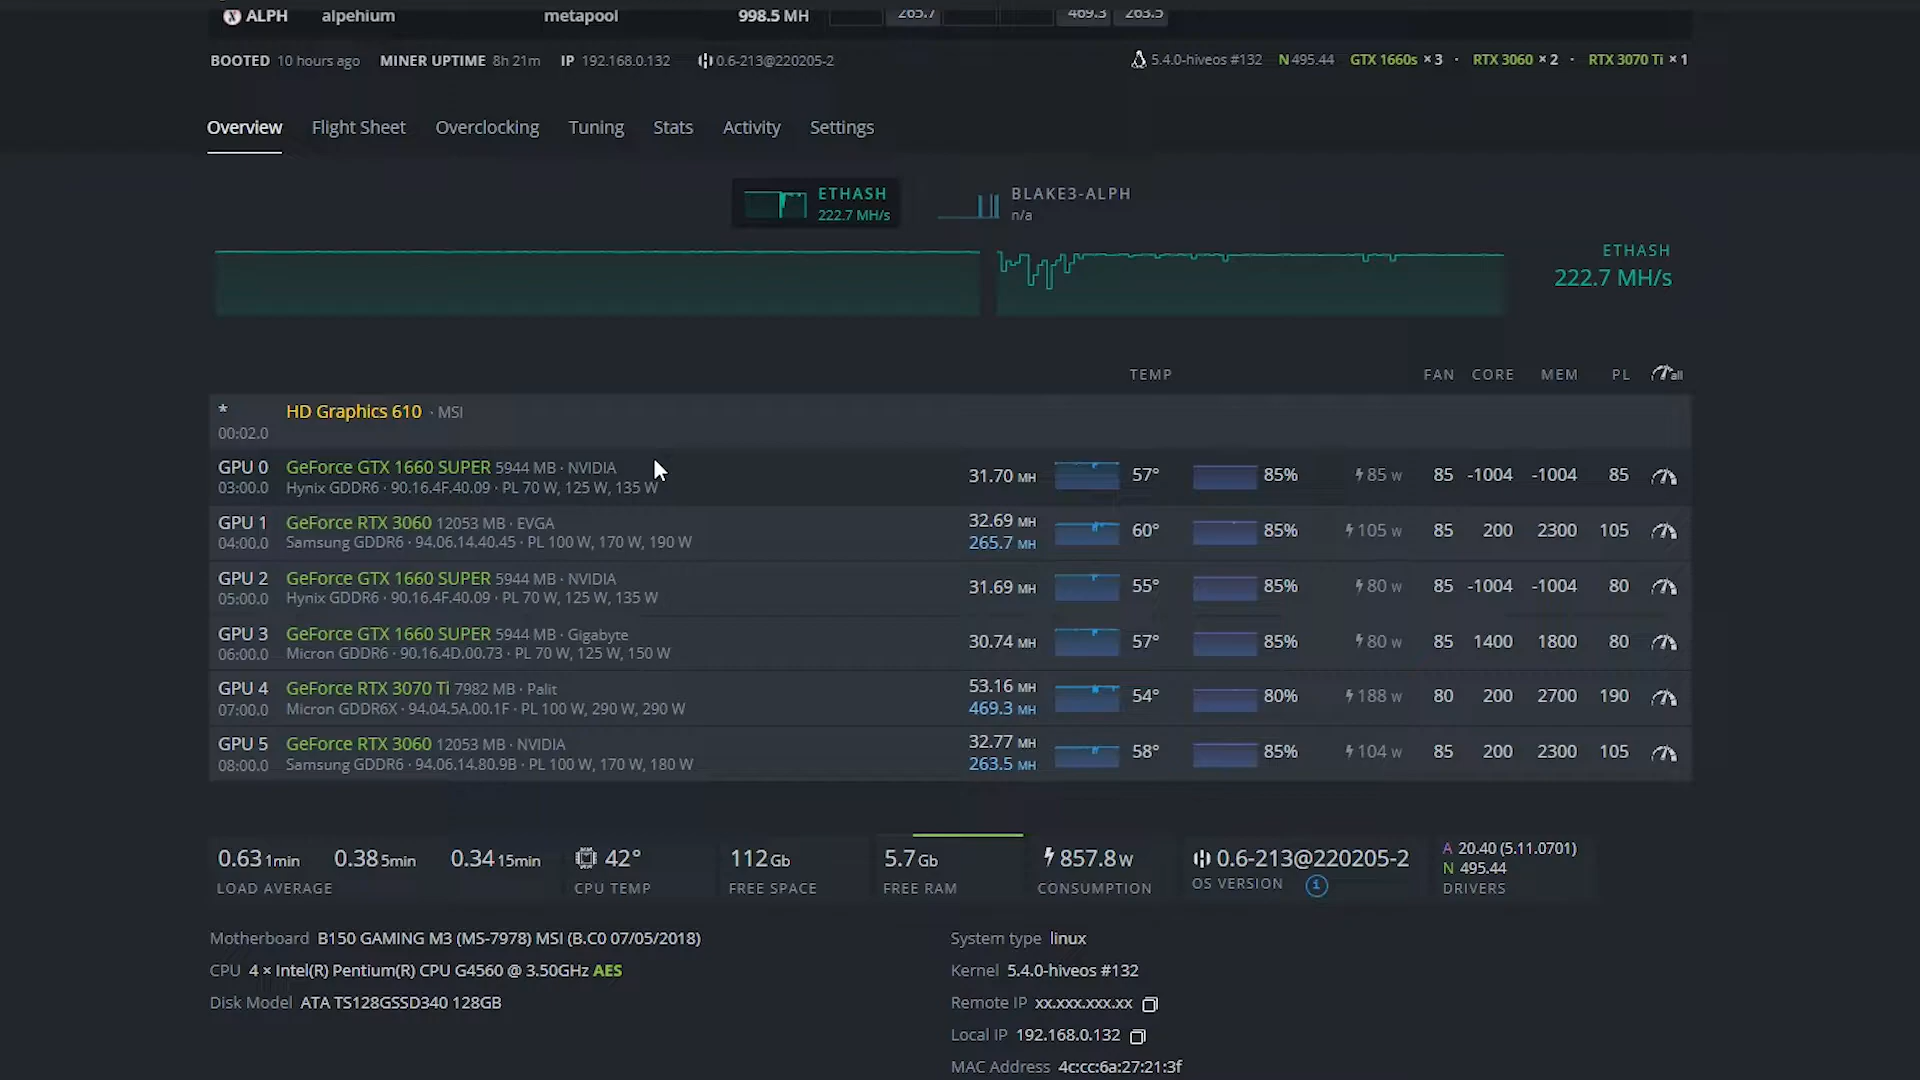 ALPH alpehium metapool 998.5 MH 265.7 469.3 263.5
BOOTED 10 hours ago MINER UPTIME 8h 21m IP 192.168.0.132 0.6-213@220205-2 5.4.0-hiveos #132 N 495.44 GTX 1660s × 3 · RTX 3060 × 2 · RTX 3070 Ti × 1
Overview Flight Sheet Overclocking Tuning Stats Activity Settings
ETHASH
222.7 MH/s
BLAKE3-ALPH
n/a
ETHASH
222.7 MH/s
TEMP FAN CORE MEM PL all
* HD Graphics 610 · MSI
00:02.0
GPU 0 GeForce GTX 1660 SUPER 5944 MB · NVIDIA
03:00.0 Hynix GDDR6 · 90.16.4F.40.09 · PL 70 W, 125 W, 135 W
31.70 MH 57° 85% 85 W 85 -1004 -1004 85
GPU 1 GeForce RTX 3060 12053 MB · EVGA
04:00.0 Samsung GDDR6 · 94.06.14.40.45 · PL 100 W, 170 W, 190 W
32.69 MH
265.7 MH
60° 85% 105 W 85 200 2300 105
GPU 2 GeForce GTX 1660 SUPER 5944 MB · NVIDIA
05:00.0 Hynix GDDR6 · 90.16.4F.40.09 · PL 70 W, 125 W, 135 W
31.69 MH 55° 85% 80 W 85 -1004 -1004 80
GPU 3 GeForce GTX 1660 SUPER 5944 MB · Gigabyte
06:00.0 Micron GDDR6 · 90.16.4D.00.73 · PL 70 W, 125 W, 150 W
30.74 MH 57° 85% 80 W 85 1400 1800 80
GPU 4 GeForce RTX 3070 Ti 7982 MB · Palit
07:00.0 Micron GDDR6X · 94.04.5A.00.1F · PL 100 W, 290 W, 290 W
53.16 MH
469.3 MH
54° 80% 188 W 80 200 2700 190
GPU 5 GeForce RTX 3060 12053 MB · NVIDIA
08:00.0 Samsung GDDR6 · 94.06.14.80.9B · PL 100 W, 170 W, 180 W
32.77 MH
263.5 MH
58° 85% 104 W 85 200 2300 105
0.63 1min 0.38 5min 0.34 15min
LOAD AVERAGE
42°
CPU TEMP
112 Gb
FREE SPACE
5.7 Gb
FREE RAM
857.8 W
CONSUMPTION
0.6-213@220205-2
OS VERSION
A 20.40 (5.11.0701)
N 495.44
DRIVERS
Motherboard B150 GAMING M3 (MS-7978) MSI (B.C0 07/05/2018)
CPU 4 × Intel(R) Pentium(R) CPU G4560 @ 3.50GHz AES
Disk Model ATA TS128GSSD340 128GB
System type linux
Kernel 5.4.0-hiveos #132
Remote IP xx.xxx.xxx.xx
Local IP 192.168.0.132
MAC Address 4c:cc:6a:27:21:3f